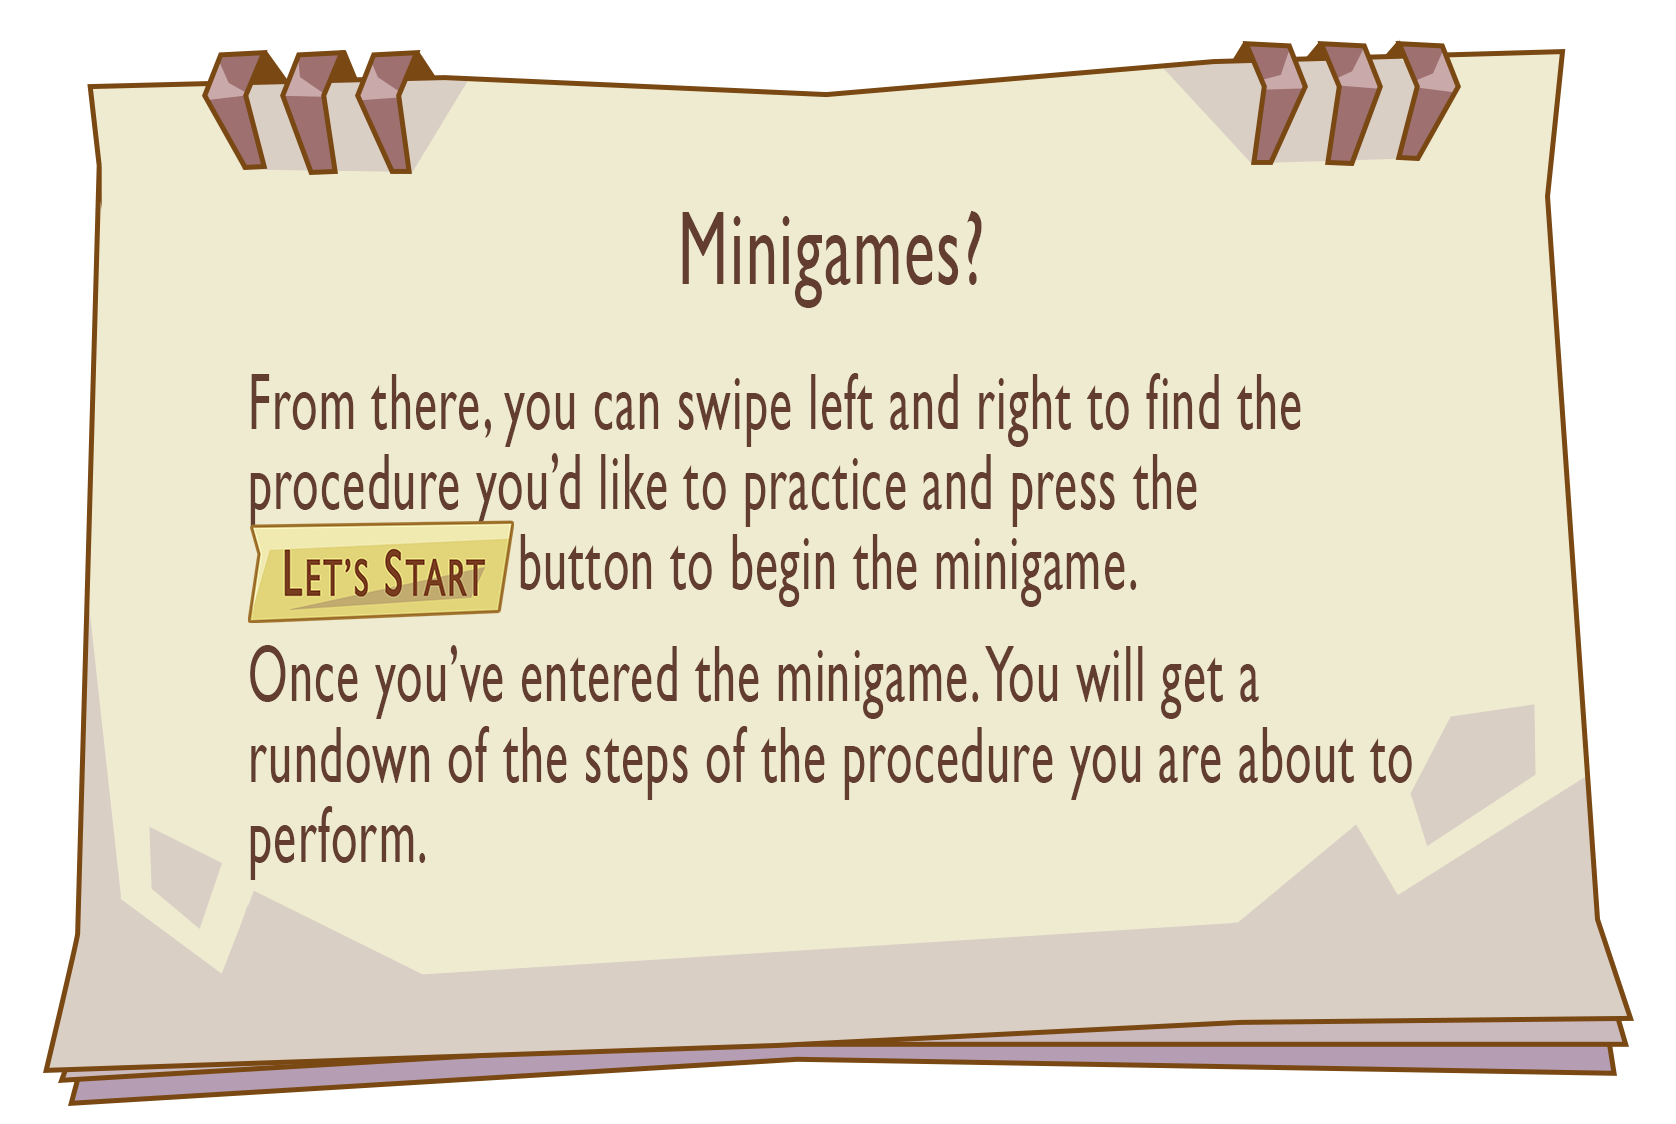 Minigames?
From there, you can swipe left and right to find the
procedure you’d like to practice and press the
LET’S START button to begin the minigame.
Once you’ve entered the minigame. You will get a
rundown of the steps of the procedure you are about to
perform.